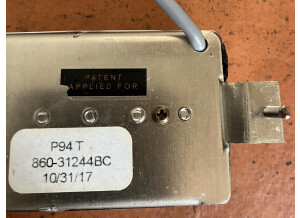 PATENT
APPLIED FOR
P94 T
860-31244BC
10/31/17